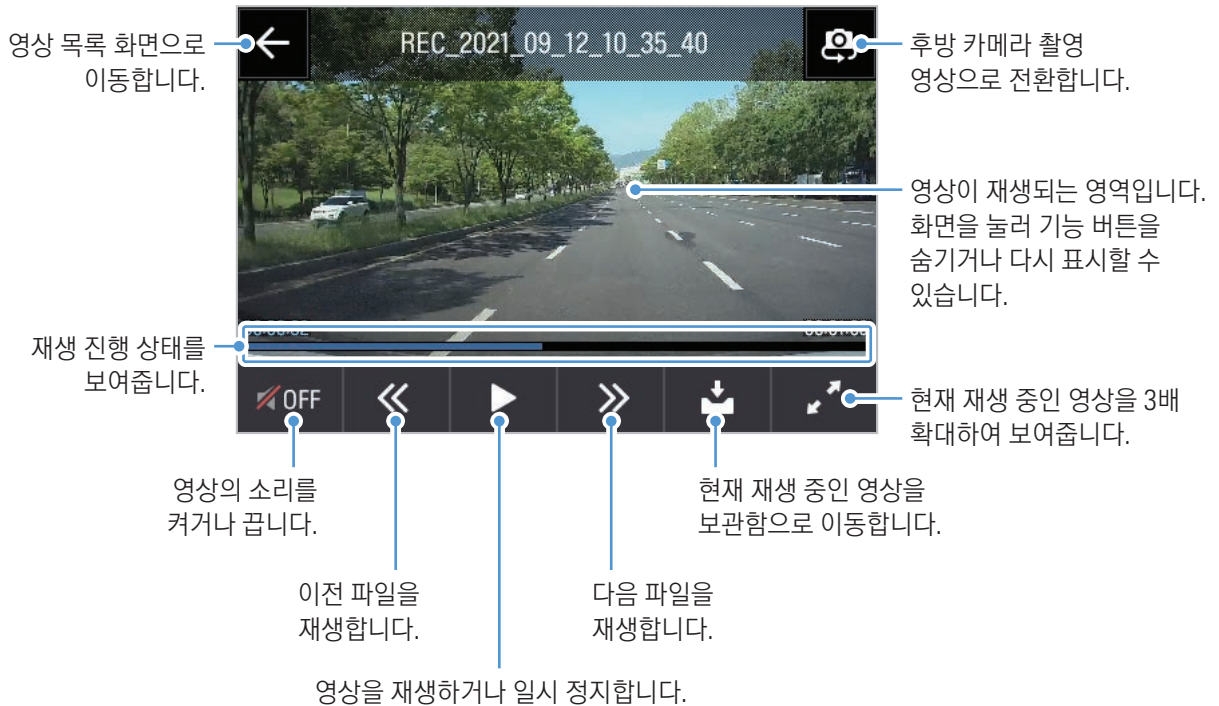 영상 목록 화면으로
이동합니다.
REC_2021_09_12_10_35_40
후방 카메라 촬영
영상으로 전환합니다.
영상이 재생되는 영역입니다.
화면을 눌러 기능 버튼을
숨기거나 다시 표시할 수
있습니다.
재생 진행 상태를
보여줍니다.
OFF
현재 재생 중인 영상을 3배
확대하여 보여줍니다.
영상의 소리를
켜거나 끕니다.
현재 재생 중인 영상을
보관함으로 이동합니다.
이전 파일을
재생합니다.
다음 파일을
재생합니다.
영상을 재생하거나 일시 정지합니다.